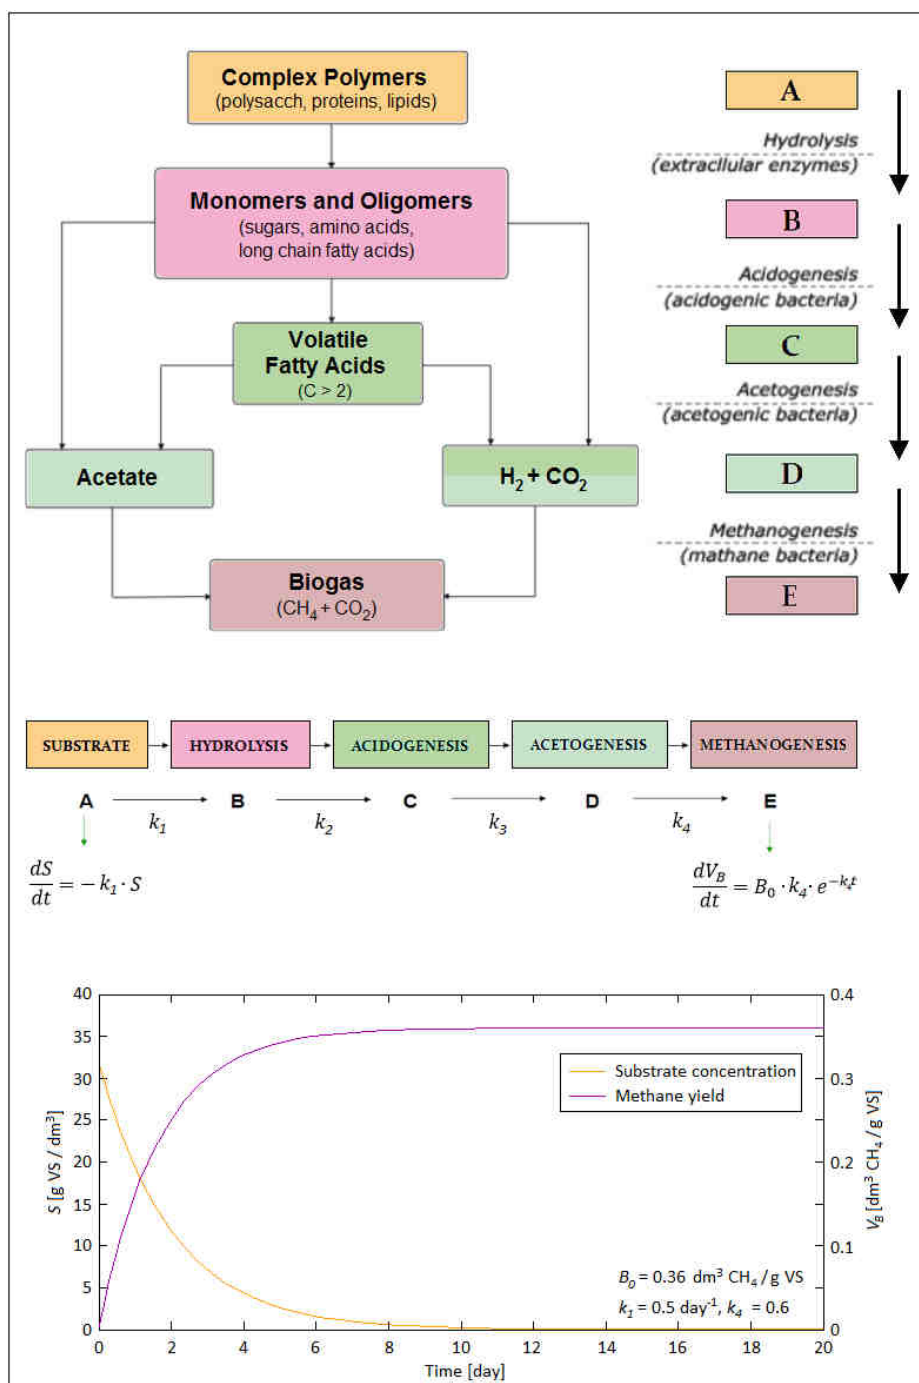 Complex Polymers
(polysacch, proteins, lipids)
Monomers and Oligomers
(sugars, amino acids,
long chain fatty acids)
Volatile
Fatty Acids
(C > 2)
Acetate
H₂ + CO₂
Biogas
(CH₄ + CO₂)
A
Hydrolysis
(extracllular enzymes)
B
Acidogenesis
(acidogenic bacteria)
C
Acetogenesis
(acetogenic bacteria)
D
Methanogenesis
(mathane bacteria)
E
SUBSTRATE
HYDROLYSIS
ACIDOGENESIS
ACETOGENESIS
METHANOGENESIS
A B C D E
k₁ k₂ k₃ k₄
dS/dt = − k₁ · S
dV_B/dt = B₀ · k₄ · e^(−k₄t)
40
35
30
25
20
15
10
5
0
S [g VS / dm³]
0.4
0.3
0.2
0.1
0
V_B [dm³ CH₄ / g VS]
Substrate concentration
Methane yield
B₀ = 0.36 dm³ CH₄ / g VS
k₁ = 0.5 day⁻¹, k₄ = 0.6
0 2 4 6 8 10 12 14 16 18 20
Time [day]